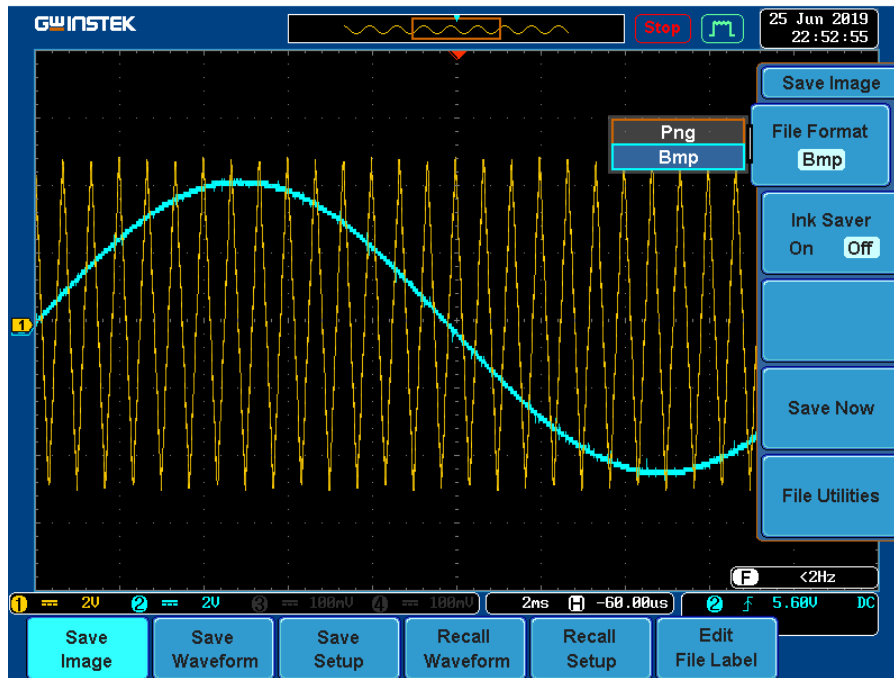 GWINSTEK
Stop
25 Jun 2019
22:52:55
Save Image
Png
Bmp
File Format
Bmp
Ink Saver
On Off
1
Save Now
File Utilities
F <2Hz
1 2V 2 2V 3 100mV 4 100mV 2ms H -60.00us 2 5.60V DC
Save
Image
Save
Waveform
Save
Setup
Recall
Waveform
Recall
Setup
Edit
File Label